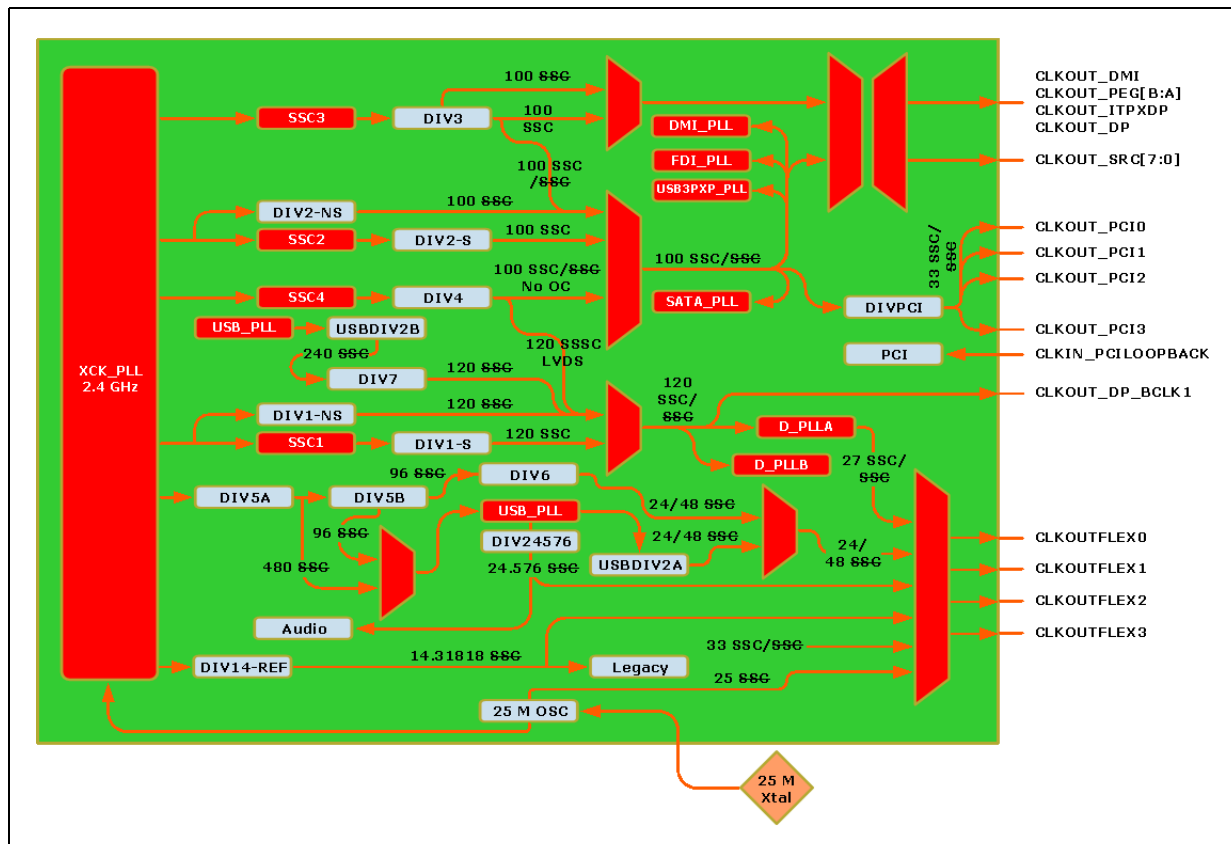 XCK_PLL
2.4 GHz
SSC3
DIV3
100 SSC
100
SSC
100 SSC
/SSC
DMI_PLL
FDI_PLL
USB3PXP_PLL
CLKOUT_DMI
CLKOUT_PEG[B:A]
CLKOUT_ITPXDP
CLKOUT_DP
CLKOUT_SRC[7:0]
DIV2-NS
100 SSC
SSC2
DIV2-S
100 SSC
100 SSC/SSC
No OC
SSC4
DIV4
100 SSC/SSC
SATA_PLL
33 SSC/
SSC
DIVPCI
PCI
CLKOUT_PCI0
CLKOUT_PCI1
CLKOUT_PCI2
CLKOUT_PCI3
CLKIN_PCILOOPBACK
USB_PLL
USBDIV2B
240 SSC
DIV7
120 SSC
120 SSSC
LVDS
DIV1-NS
120 SSC
SSC1
DIV1-S
120 SSC
120
SSC/
SSC
CLKOUT_DP_BCLK1
D_PLLA
D_PLLB
27 SSC/
SSC
DIV5A
DIV5B
96 SSC
DIV6
96 SSC
480 SSC
USB_PLL
DIV24576
24.576 SSC
24/48 SSC
24/48 SSC
USBDIV2A
24/
48 SSC
Audio
DIV14-REF
14.31818 SSC
Legacy
33 SSC/SSC
25 SSC
25 M OSC
CLKOUTFLEX0
CLKOUTFLEX1
CLKOUTFLEX2
CLKOUTFLEX3
25 M
Xtal